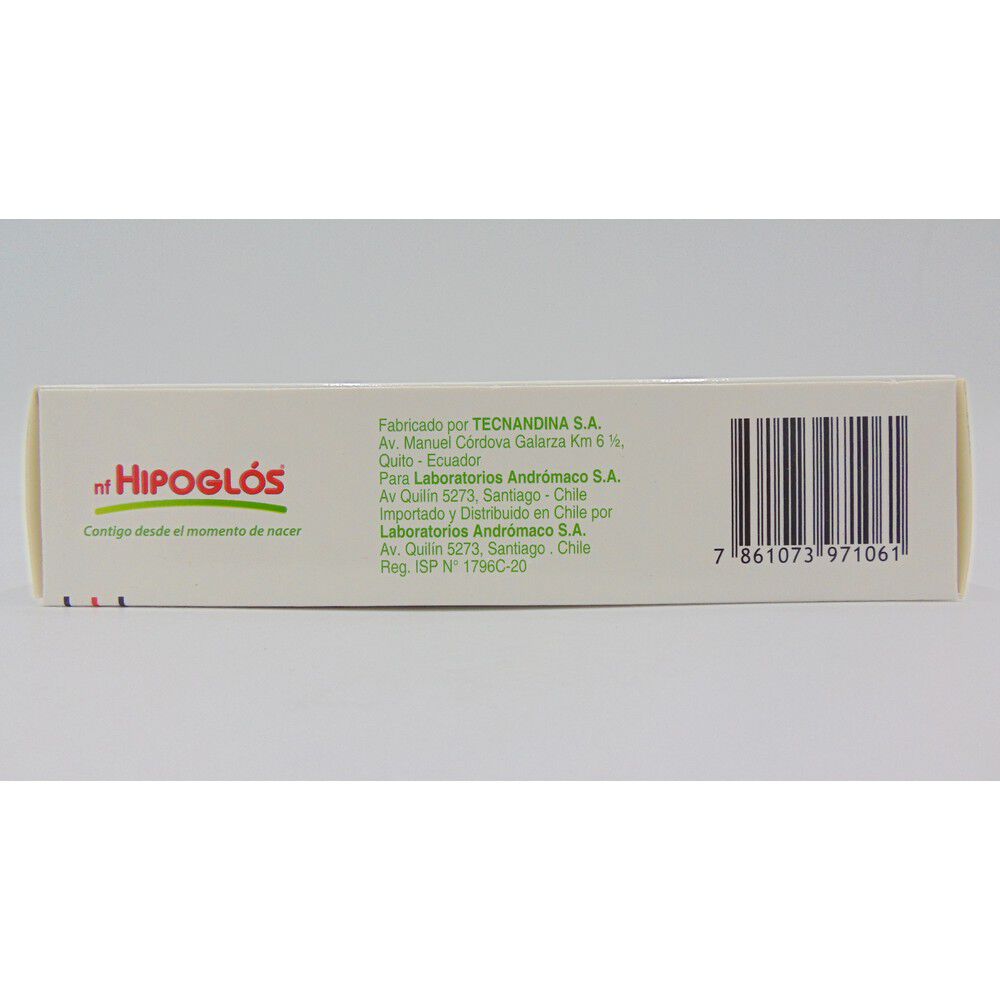 nf HIPOGLÓS®
Contigo desde el momento de nacer
Fabricado por TECNANDINA S.A.
Av. Manuel Córdova Galarza Km 6 ½,
Quito - Ecuador
Para Laboratorios Andrómaco S.A.
Av Quilín 5273, Santiago - Chile
Importado y Distribuido en Chile por
Laboratorios Andrómaco S.A.
Av. Quilín 5273, Santiago . Chile
Reg. ISP N° 1796C-20
7 861073 971061